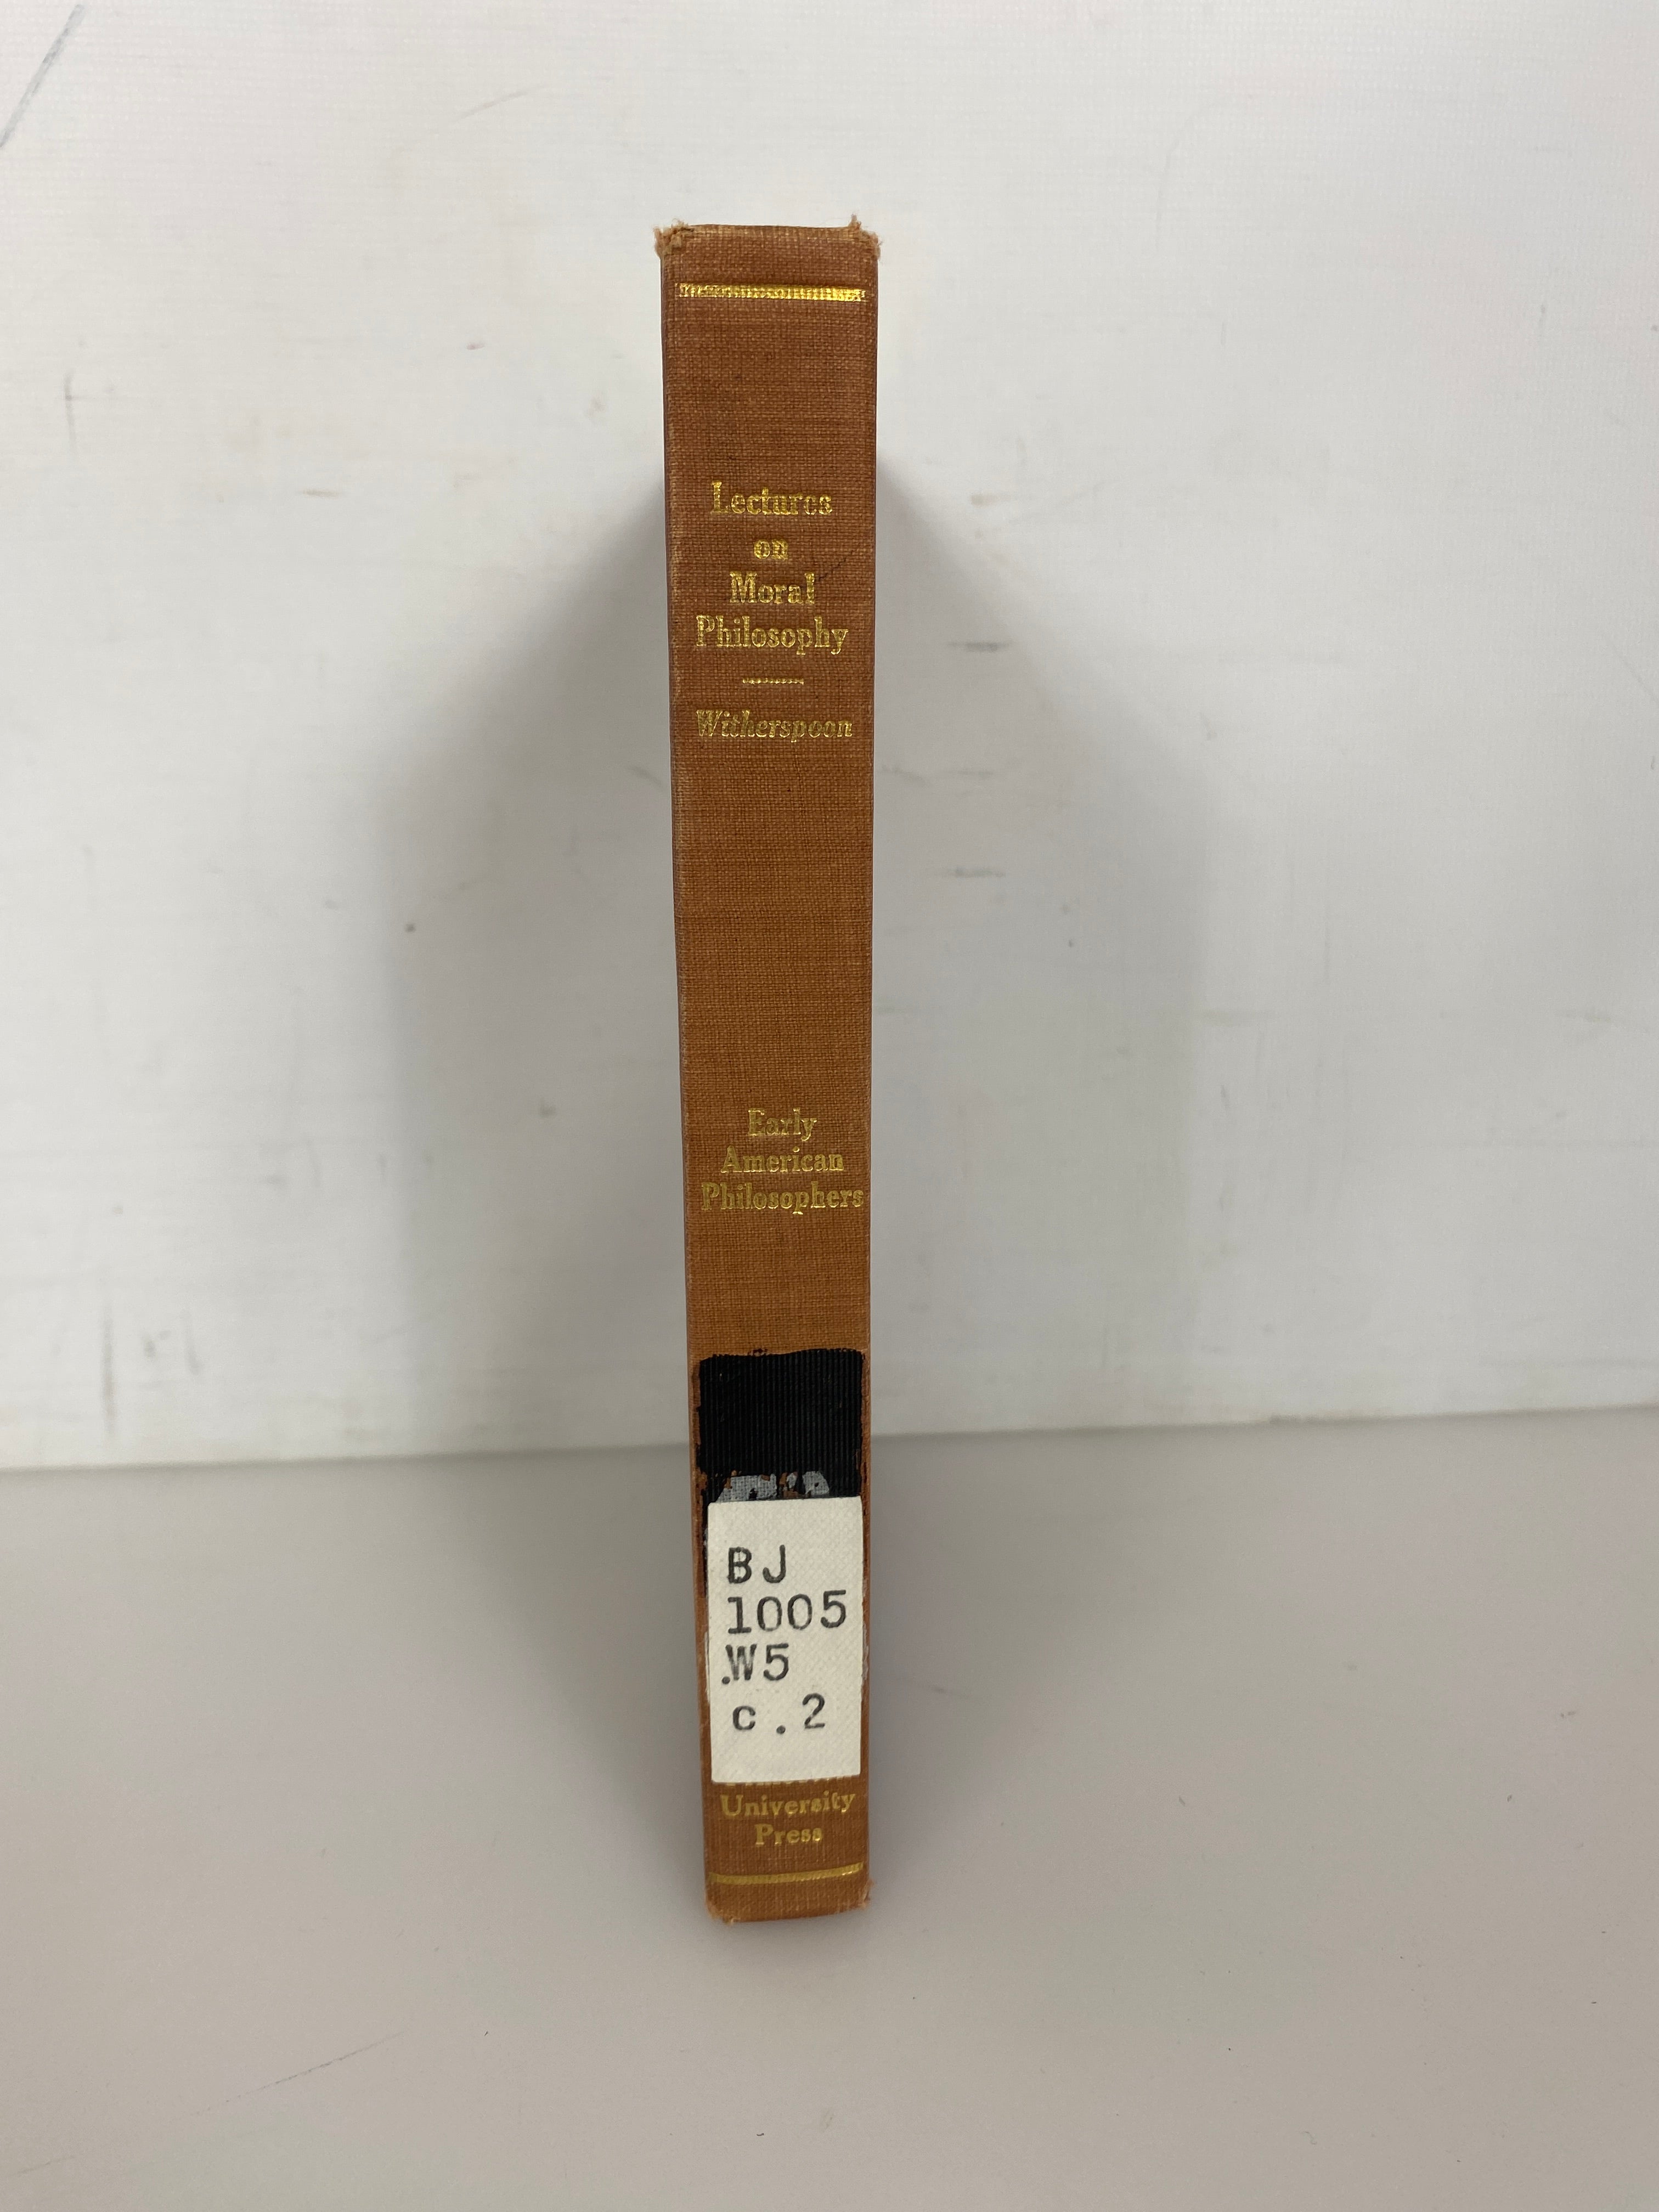 Lectures
on
Moral
Philosophy
Witherspoon
Early
American
Philosophers
BJ
1005
.W5
c.2
University
Press